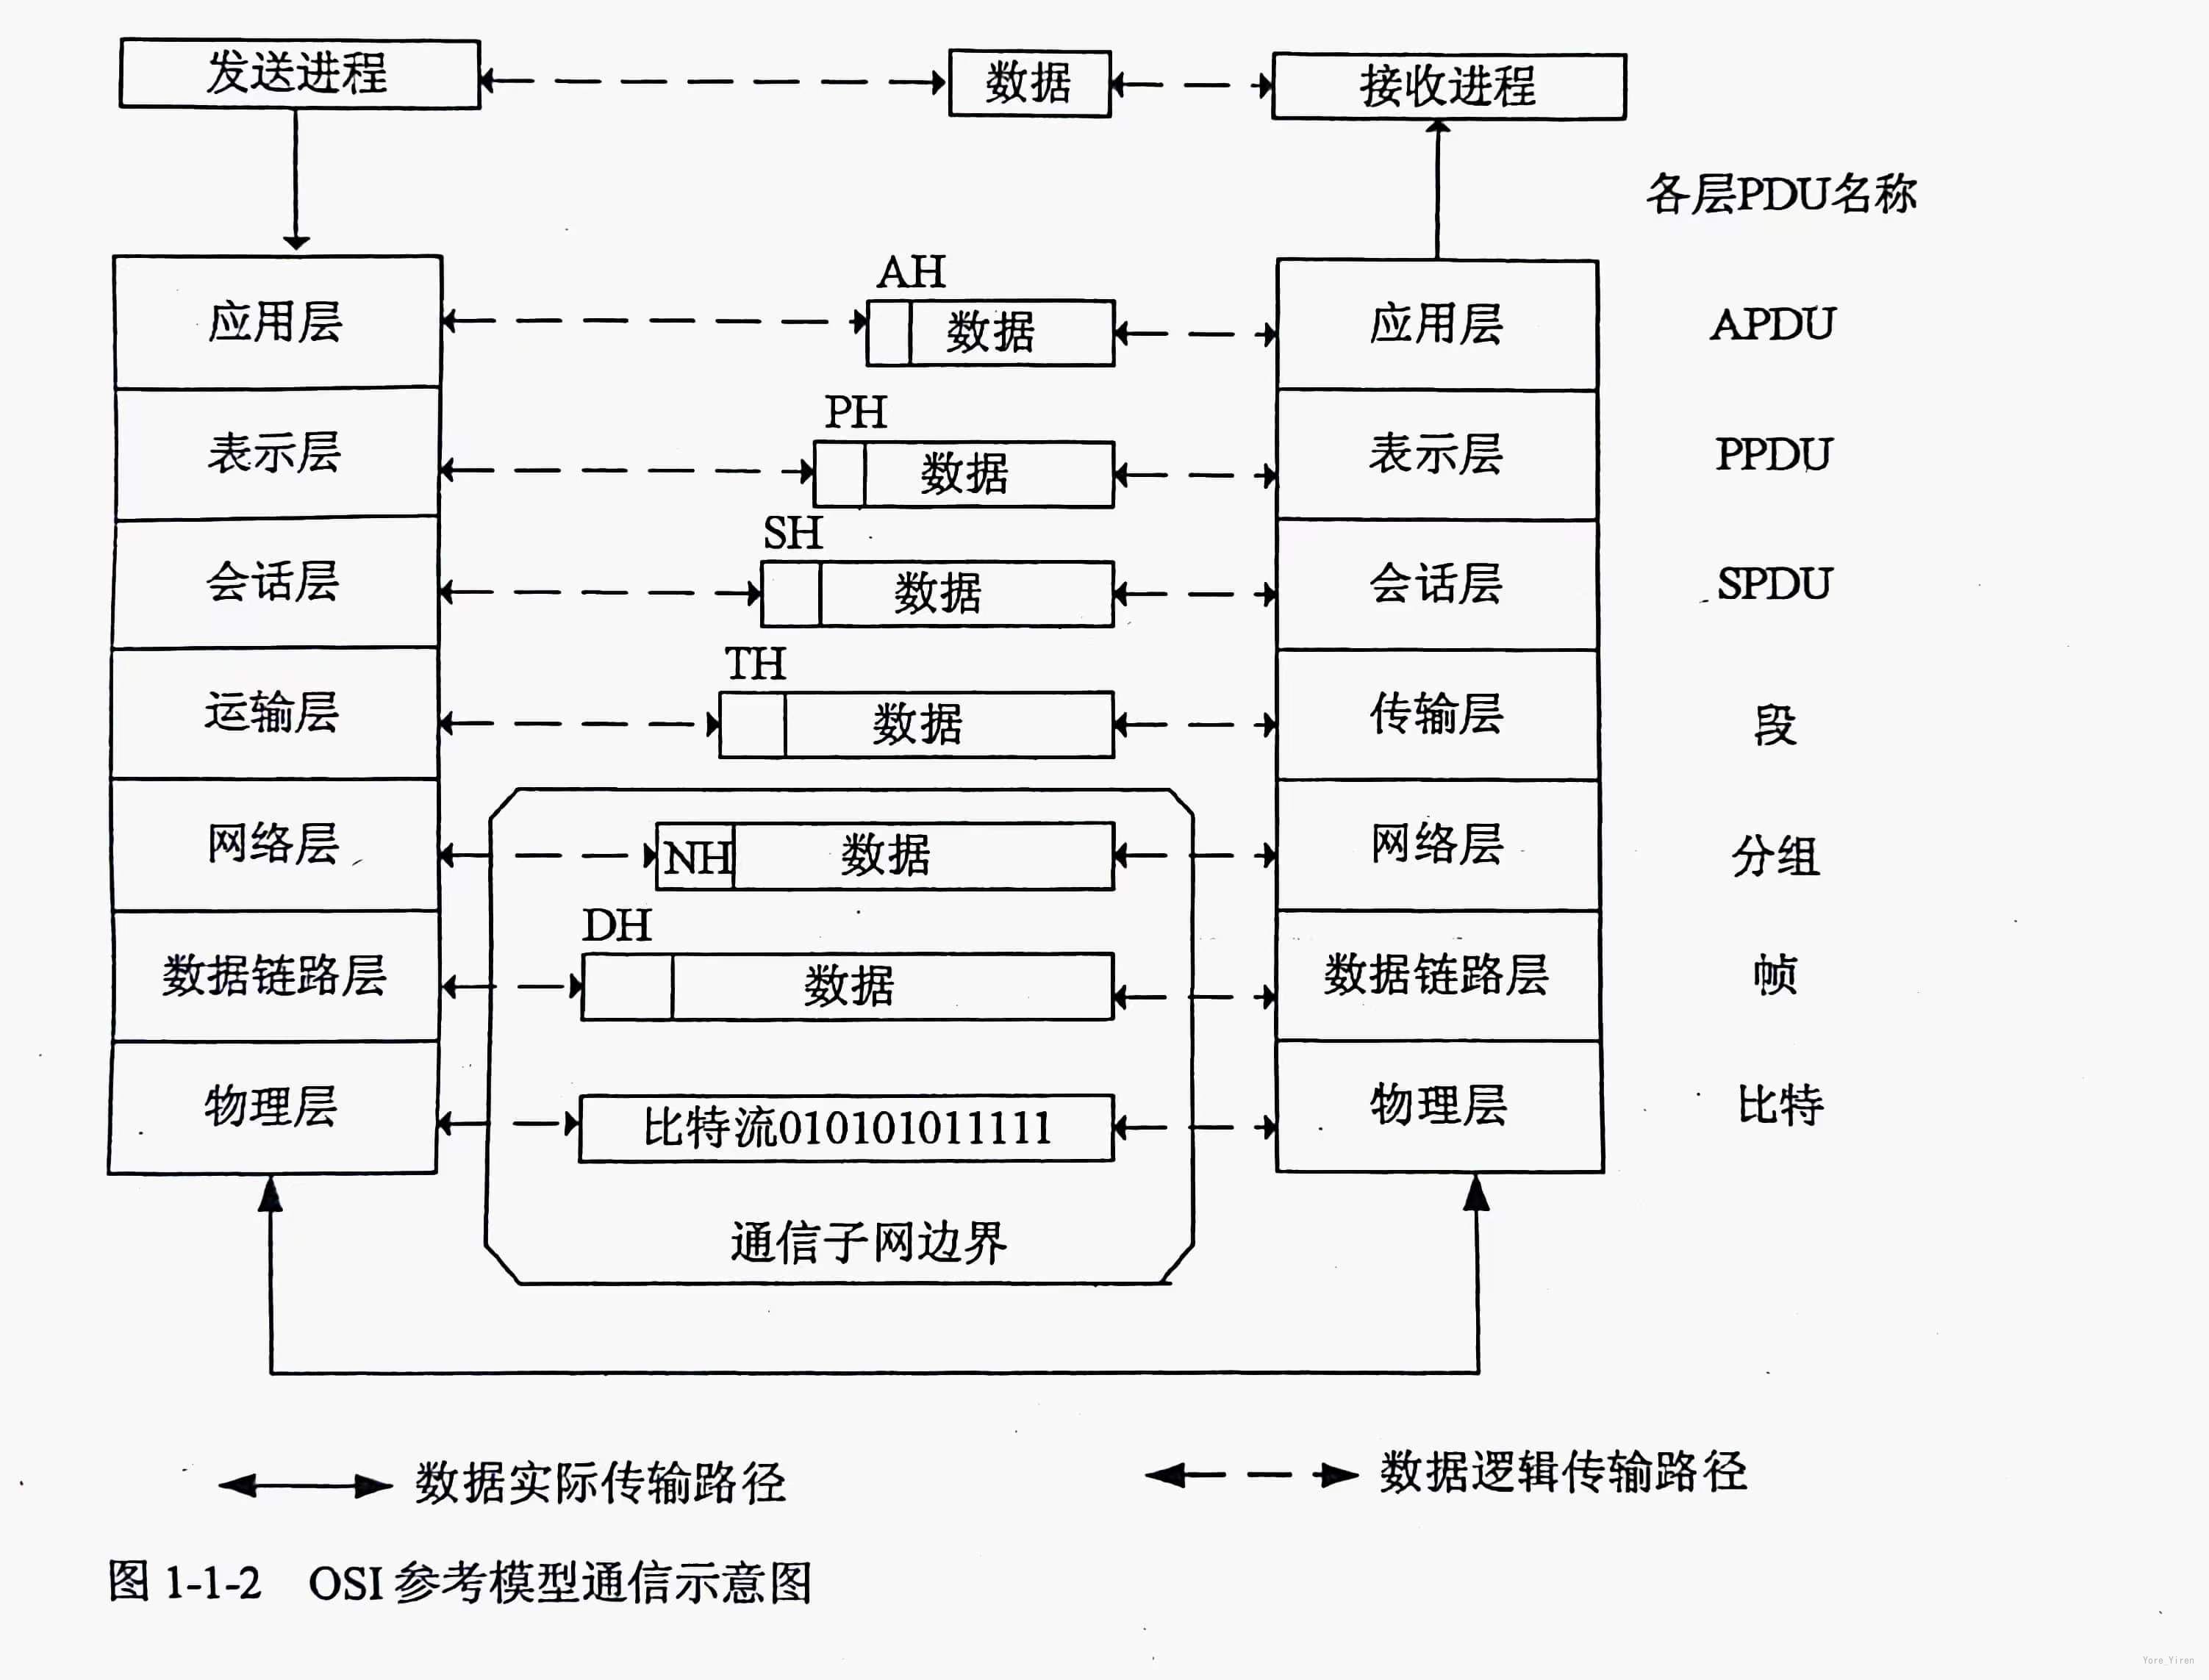 发送进程
数据
接收进程
各层PDU名称
AH
应用层
数据
应用层
APDU
PH
表示层
数据
表示层
PPDU
SH
会话层
数据
会话层
SPDU
TH
运输层
数据
传输层
段
网络层
NH
数据
网络层
分组
DH
数据链路层
数据
数据链路层
帧
物理层
比特流010101011111
物理层
比特
通信子网边界
数据实际传输路径
数据逻辑传输路径
图 1-1-2 OSI 参考模型通信示意图
Yore_Yiren